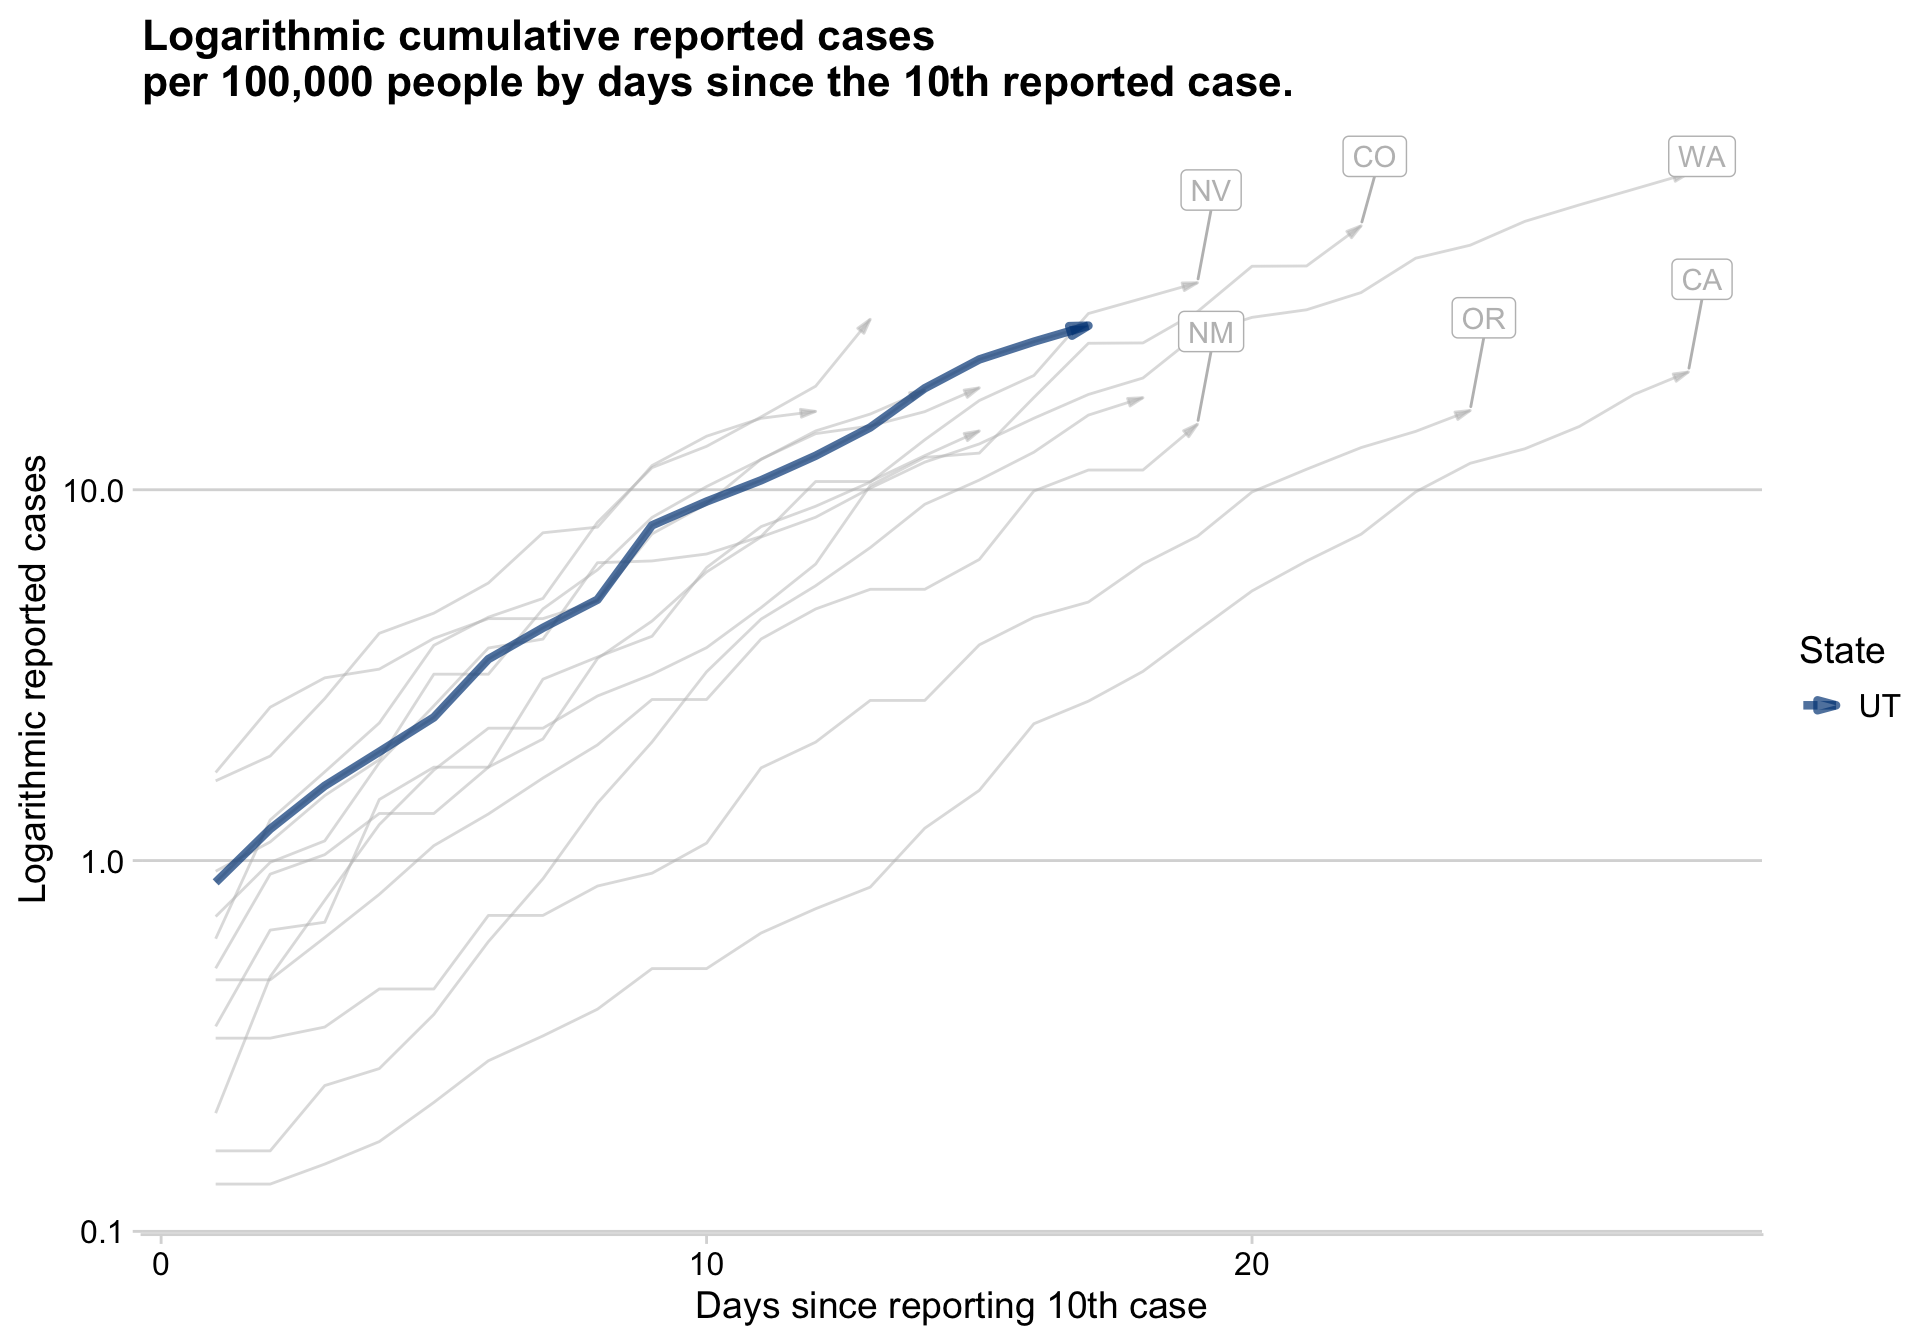 Logarithmic cumulative reported cases
per 100,000 people by days since the 10th reported case.
CO
WA
NV
CA
OR
NM
Logarithmic reported cases
10.0
1.0
0.1
State
UT
0
10
20
Days since reporting 10th case